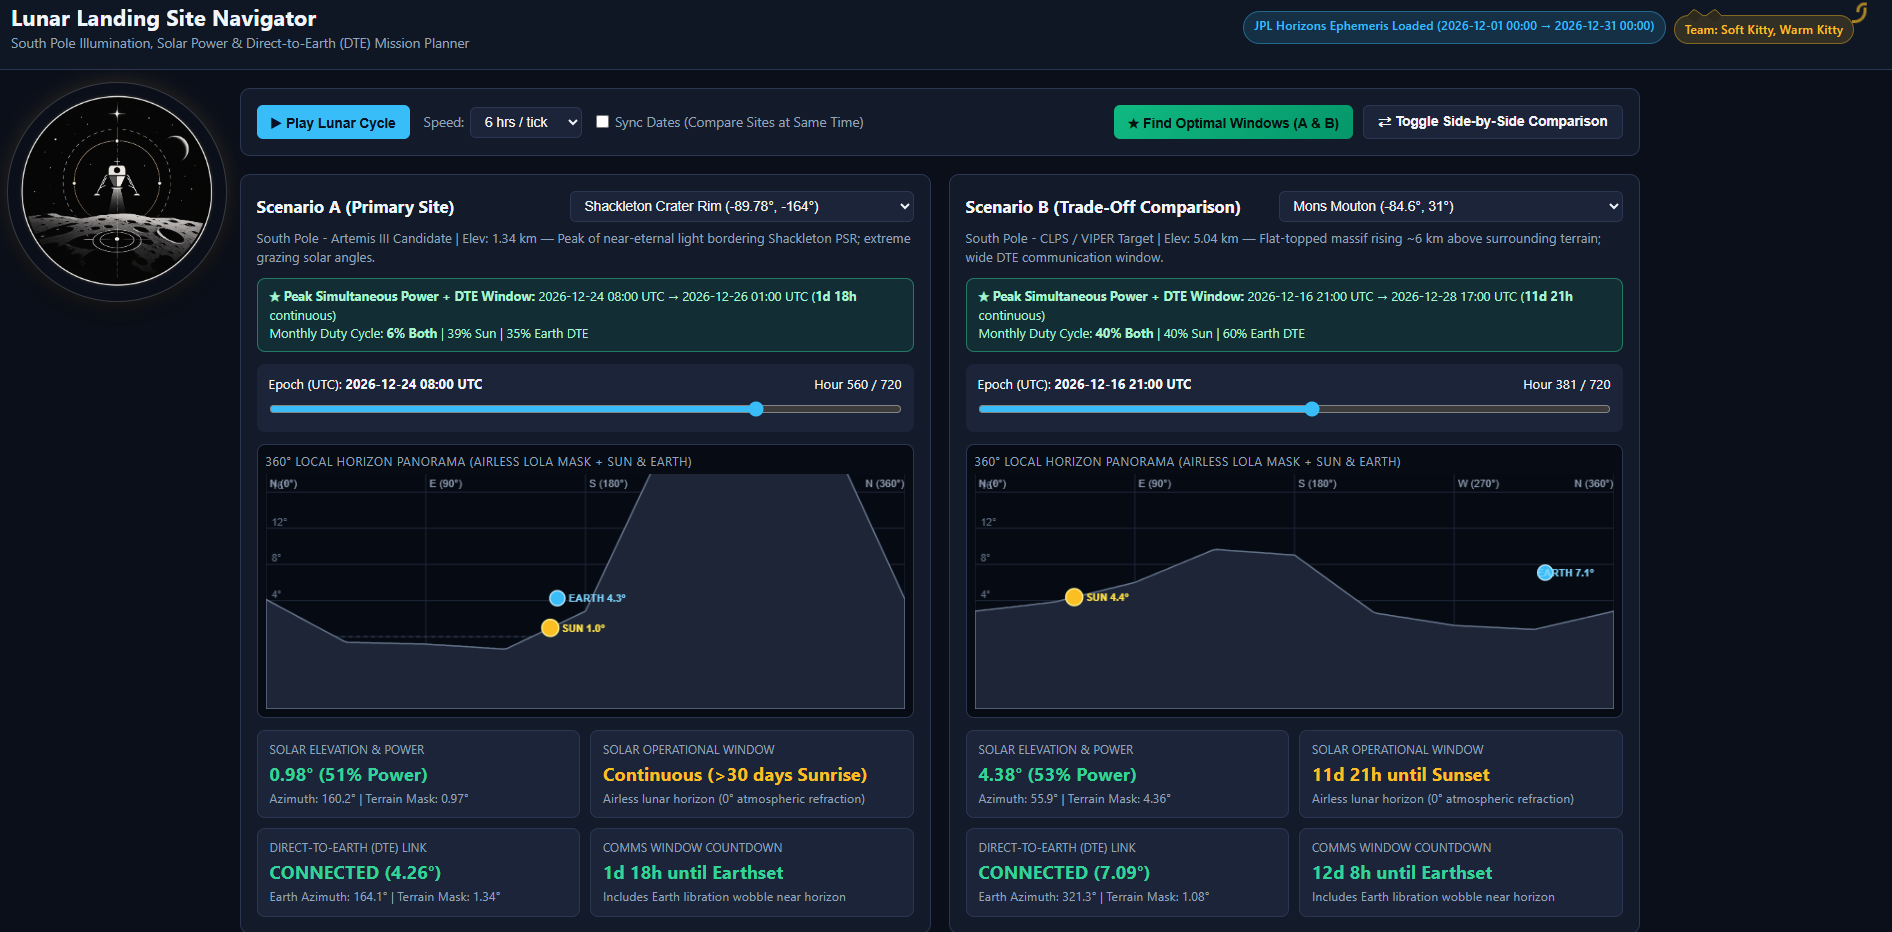 Lunar Landing Site Navigator
South Pole Illumination, Solar Power & Direct-to-Earth (DTE) Mission Planner
JPL Horizons Ephemeris Loaded (2026-12-01 00:00 → 2026-12-31 00:00)
Team: Soft Kitty, Warm Kitty
▶ Play Lunar Cycle
Speed:
6 hrs / tick
Sync Dates (Compare Sites at Same Time)
★ Find Optimal Windows (A & B)
⇄ Toggle Side-by-Side Comparison
Scenario A (Primary Site)
Shackleton Crater Rim (-89.78°, -164°)
South Pole - Artemis III Candidate | Elev: 1.34 km — Peak of near-eternal light bordering Shackleton PSR; extreme
grazing solar angles.
★ Peak Simultaneous Power + DTE Window: 2026-12-24 08:00 UTC → 2026-12-26 01:00 UTC (1d 18h
continuous)
Monthly Duty Cycle: 6% Both | 39% Sun | 35% Earth DTE
Epoch (UTC): 2026-12-24 08:00 UTC
Hour 560 / 720
360° LOCAL HORIZON PANORAMA (AIRLESS LOLA MASK + SUN & EARTH)
N (0°)
E (90°)
S (180°)
N (360°)
12°
8°
4°
EARTH 4.3°
SUN 1.0°
SOLAR ELEVATION & POWER
0.98° (51% Power)
Azimuth: 160.2° | Terrain Mask: 0.97°
SOLAR OPERATIONAL WINDOW
Continuous (>30 days Sunrise)
Airless lunar horizon (0° atmospheric refraction)
DIRECT-TO-EARTH (DTE) LINK
CONNECTED (4.26°)
Earth Azimuth: 164.1° | Terrain Mask: 1.34°
COMMS WINDOW COUNTDOWN
1d 18h until Earthset
Includes Earth libration wobble near horizon
Scenario B (Trade-Off Comparison)
Mons Mouton (-84.6°, 31°)
South Pole - CLPS / VIPER Target | Elev: 5.04 km — Flat-topped massif rising ~6 km above surrounding terrain;
wide DTE communication window.
★ Peak Simultaneous Power + DTE Window: 2026-12-16 21:00 UTC → 2026-12-28 17:00 UTC (11d 21h
continuous)
Monthly Duty Cycle: 40% Both | 40% Sun | 60% Earth DTE
Epoch (UTC): 2026-12-16 21:00 UTC
Hour 381 / 720
360° LOCAL HORIZON PANORAMA (AIRLESS LOLA MASK + SUN & EARTH)
N (0°)
E (90°)
S (180°)
W (270°)
N (360°)
12°
8°
4°
EARTH 7.1°
SUN 4.4°
SOLAR ELEVATION & POWER
4.38° (53% Power)
Azimuth: 55.9° | Terrain Mask: 4.36°
SOLAR OPERATIONAL WINDOW
11d 21h until Sunset
Airless lunar horizon (0° atmospheric refraction)
DIRECT-TO-EARTH (DTE) LINK
CONNECTED (7.09°)
Earth Azimuth: 321.3° | Terrain Mask: 1.08°
COMMS WINDOW COUNTDOWN
12d 8h until Earthset
Includes Earth libration wobble near horizon